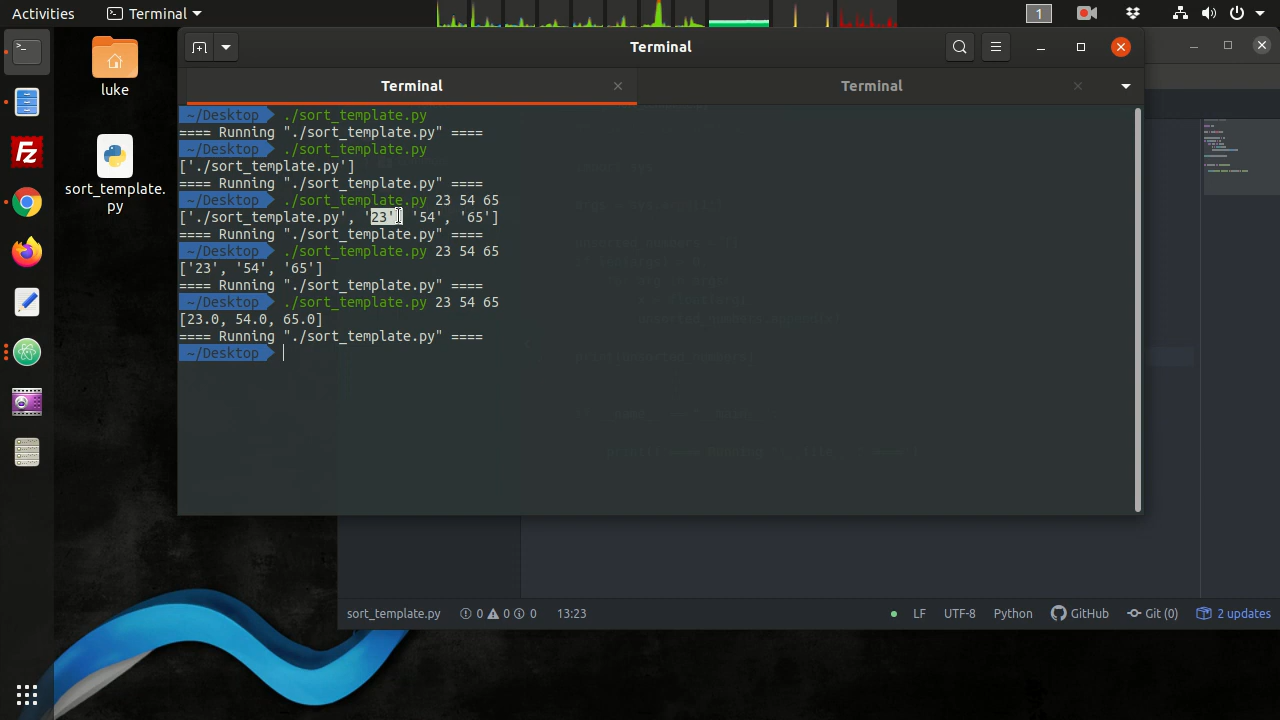 Activities
Terminal
1
Terminal
luke
Terminal
Terminal
sort_template.
py
~/Desktop ./sort_template.py
==== Running "./sort_template.py" ====
~/Desktop ./sort_template.py
['./sort_template.py']
==== Running "./sort_template.py" ====
~/Desktop ./sort_template.py 23 54 65
['./sort_template.py', '23', '54', '65']
==== Running "./sort_template.py" ====
~/Desktop ./sort_template.py 23 54 65
['23', '54', '65']
==== Running "./sort_template.py" ====
~/Desktop ./sort_template.py 23 54 65
[23.0, 54.0, 65.0]
==== Running "./sort_template.py" ====
~/Desktop
sort_template.py 0 0 0 13:23 LF UTF-8 Python GitHub Git (0) 2 updates